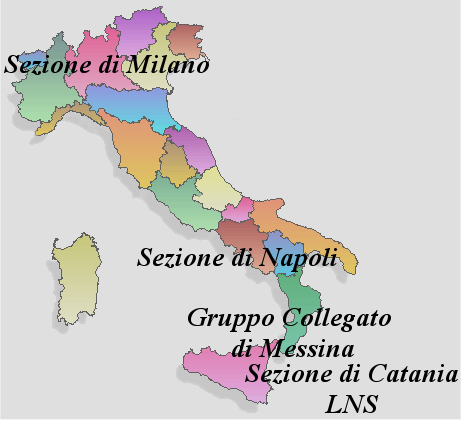 Sezione di Milano
Sezione di Napoli
Gruppo Collegato
di Messina
Sezione di Catania
LNS